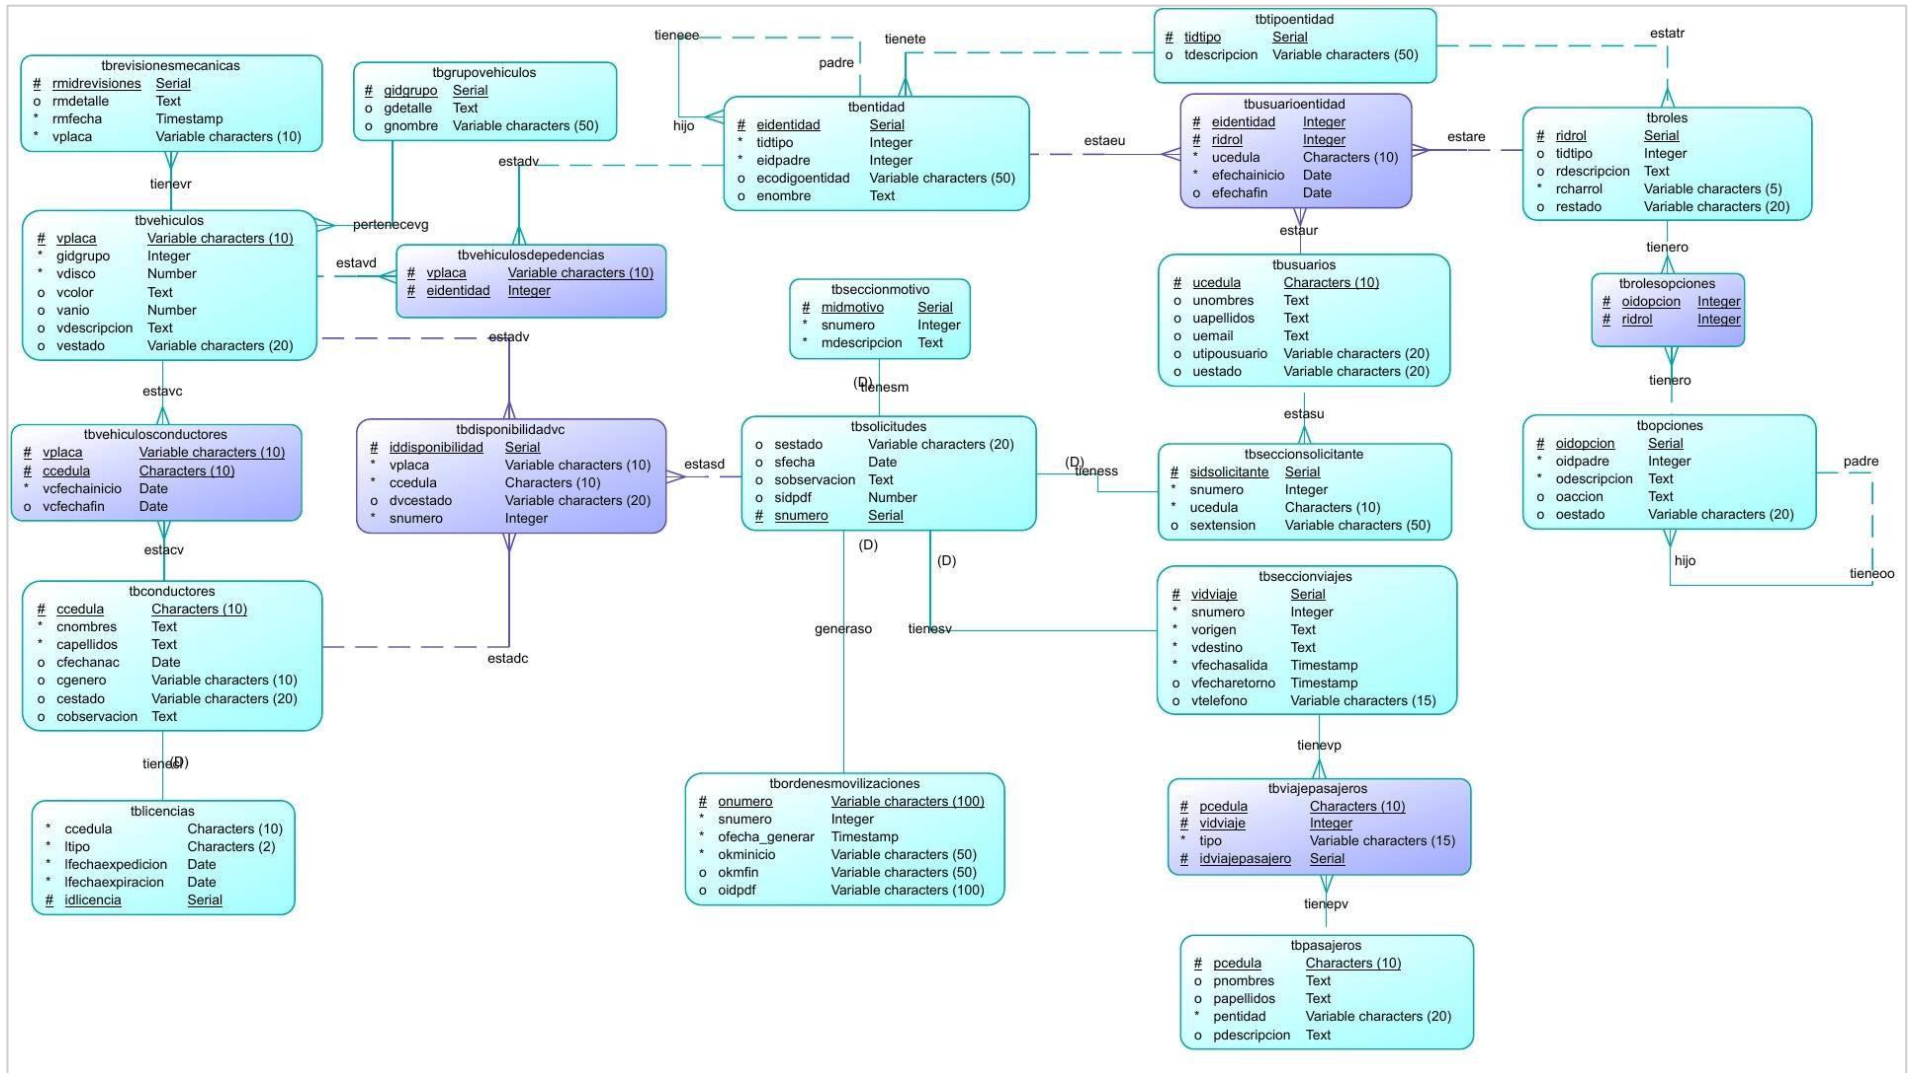 tbrevisionesmecanicas
# rmidrevisiones Serial
o rmdetalle Text
* rmfecha Timestamp
* vplaca Variable characters (10)
tbgrupovehiculos
# gidgrupo Serial
o gdetalle Text
o gnombre Variable characters (50)
tieneee
padre
hijo
tienete
tbtipoentidad
# tidtipo Serial
o tdescripcion Variable characters (50)
estatr
tbentidad
# eidentidad Serial
* tidtipo Integer
* eidpadre Integer
o ecodigoentidad Variable characters (50)
o enombre Text
estaeu
tbusuarioentidad
# eidentidad Integer
# ridrol Integer
* ucedula Characters (10)
* efechainicio Date
o efechafin Date
estare
tbroles
# ridrol Serial
o tidtipo Integer
o rdescripcion Text
* rcharrol Variable characters (5)
o restado Variable characters (20)
tienevr
estadv
pertenecevg
tbvehiculos
# vplaca Variable characters (10)
* gidgrupo Integer
* vdisco Number
o vcolor Text
o vanio Number
o vdescripcion Text
o vestado Variable characters (20)
estavd
tbvehiculosdepedencias
# vplaca Variable characters (10)
# eidentidad Integer
estaur
tienero
tbusuarios
# ucedula Characters (10)
o unombres Text
o uapellidos Text
o uemail Text
o utipousuario Variable characters (20)
o uestado Variable characters (20)
tbrolesopciones
# oidopcion Integer
# ridrol Integer
tbseccionmotivo
# midmotivo Serial
* snumero Integer
* mdescripcion Text
estadv
estavc
(D)
tienesm
estasu
tienero
tbvehiculosconductores
# vplaca Variable characters (10)
# ccedula Characters (10)
* vcfechainicio Date
o vcfechafin Date
tbdisponibilidadvc
# iddisponibilidad Serial
* vplaca Variable characters (10)
* ccedula Characters (10)
o dvcestado Variable characters (20)
* snumero Integer
estasd
tbsolicitudes
o sestado Variable characters (20)
o sfecha Date
o sobservacion Text
o sidpdf Number
# snumero Serial
(D)
tieness
tbseccionsolicitante
# sidsolicitante Serial
* snumero Integer
* ucedula Characters (10)
o sextension Variable characters (50)
tbopciones
# oidopcion Serial
* oidpadre Integer
* odescripcion Text
o oaccion Text
o oestado Variable characters (20)
padre
hijo
tieneoo
estacv
(D)
(D)
tbconductores
# ccedula Characters (10)
* cnombres Text
* capellidos Text
o cfechanac Date
o cgenero Variable characters (10)
o cestado Variable characters (20)
o cobservacion Text
estadc
generaso
tienesv
tbseccionviajes
# vidviaje Serial
* snumero Integer
* vorigen Text
* vdestino Text
* vfechasalida Timestamp
o vfecharetorno Timestamp
o vtelefono Variable characters (15)
(D)
tienevp
tblicencias
* ccedula Characters (10)
* ltipo Characters (2)
* lfechaexpedicion Date
* lfechaexpiracion Date
# idlicencia Serial
tbordenesmovilizaciones
# onumero Variable characters (100)
* snumero Integer
* ofecha_generar Timestamp
* okminicio Variable characters (50)
o okmfin Variable characters (50)
o oidpdf Variable characters (100)
tbviajepasajeros
# pcedula Characters (10)
# vidviaje Integer
* tipo Variable characters (15)
# idviajepasajero Serial
tienepv
tbpasajeros
# pcedula Characters (10)
o pnombres Text
o papellidos Text
* pentidad Variable characters (20)
o pdescripcion Text